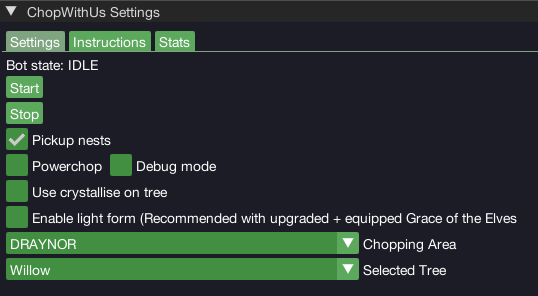 ChopWithUs Settings
Settings Instructions Stats
Bot state: IDLE
Start
Stop
Pickup nests
Powerchop Debug mode
Use crystallise on tree
Enable light form (Recommended with upgraded + equipped Grace of the Elves
DRAYNOR Chopping Area
Willow Selected Tree